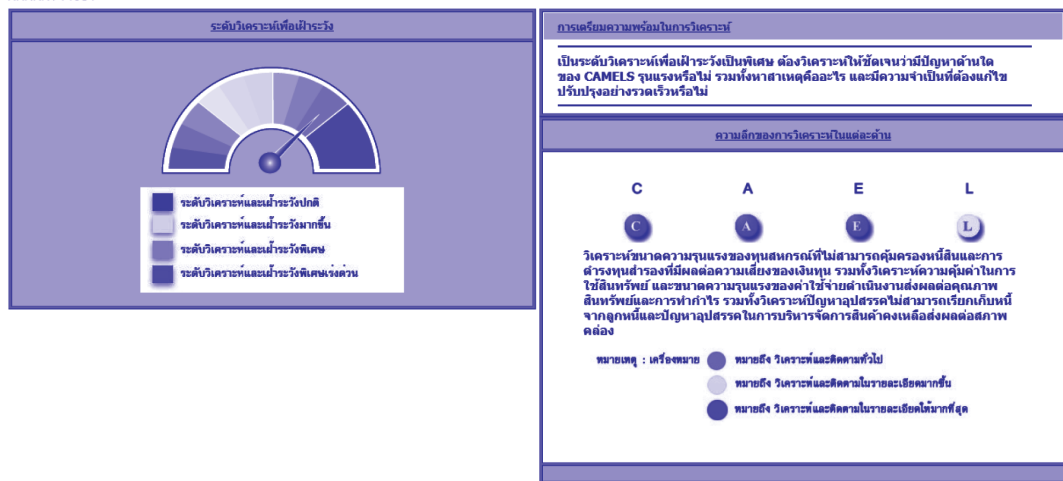 ระดับวิเคราะห์เพื่อเฝ้าระวัง
ระดับวิเคราะห์และเฝ้าระวังปกติ
ระดับวิเคราะห์และเฝ้าระวังมากขึ้น
ระดับวิเคราะห์และเฝ้าระวังพิเศษ
ระดับวิเคราะห์และเฝ้าระวังพิเศษเร่งด่วน
การเตรียมความพร้อมในการวิเคราะห์
เป็นระดับวิเคราะห์เพื่อเฝ้าระวังเป็นพิเศษ ต้องวิเคราะห์ให้ชัดเจนว่ามีปัญหาด้านใด
ของ CAMELS รุนแรงหรือไม่ รวมทั้งหาสาเหตุคืออะไร และมีความจำเป็นที่ต้องแก้ไข
ปรับปรุงอย่างรวดเร็วหรือไม่
ความลึกของการวิเคราะห์ในแต่ละด้าน
C A E L
C A E L
วิเคราะห์ขนาดความรุนแรงของทุนสหกรณ์ที่ไม่สามารถคุ้มครองหนี้สินและการ
ดำรงทุนสำรองที่มีผลต่อความเสี่ยงของเงินทุน รวมทั้งวิเคราะห์ความคุ้มค่าในการ
ใช้สินทรัพย์ และขนาดความรุนแรงของค่าใช้จ่ายดำเนินงานส่งผลต่อคุณภาพ
สินทรัพย์และการทำกำไร รวมทั้งวิเคราะห์ปัญหาอุปสรรคไม่สามารถเรียกเก็บหนี้
จากลูกหนี้และปัญหาอุปสรรคในการบริหารจัดการสินค้าคงเหลือส่งผลต่อสภาพ
คล่อง
หมายเหตุ : เครื่องหมาย หมายถึง วิเคราะห์และติดตามทั่วไป
หมายถึง วิเคราะห์และติดตามในรายละเอียดมากขึ้น
หมายถึง วิเคราะห์และติดตามในรายละเอียดให้มากที่สุด